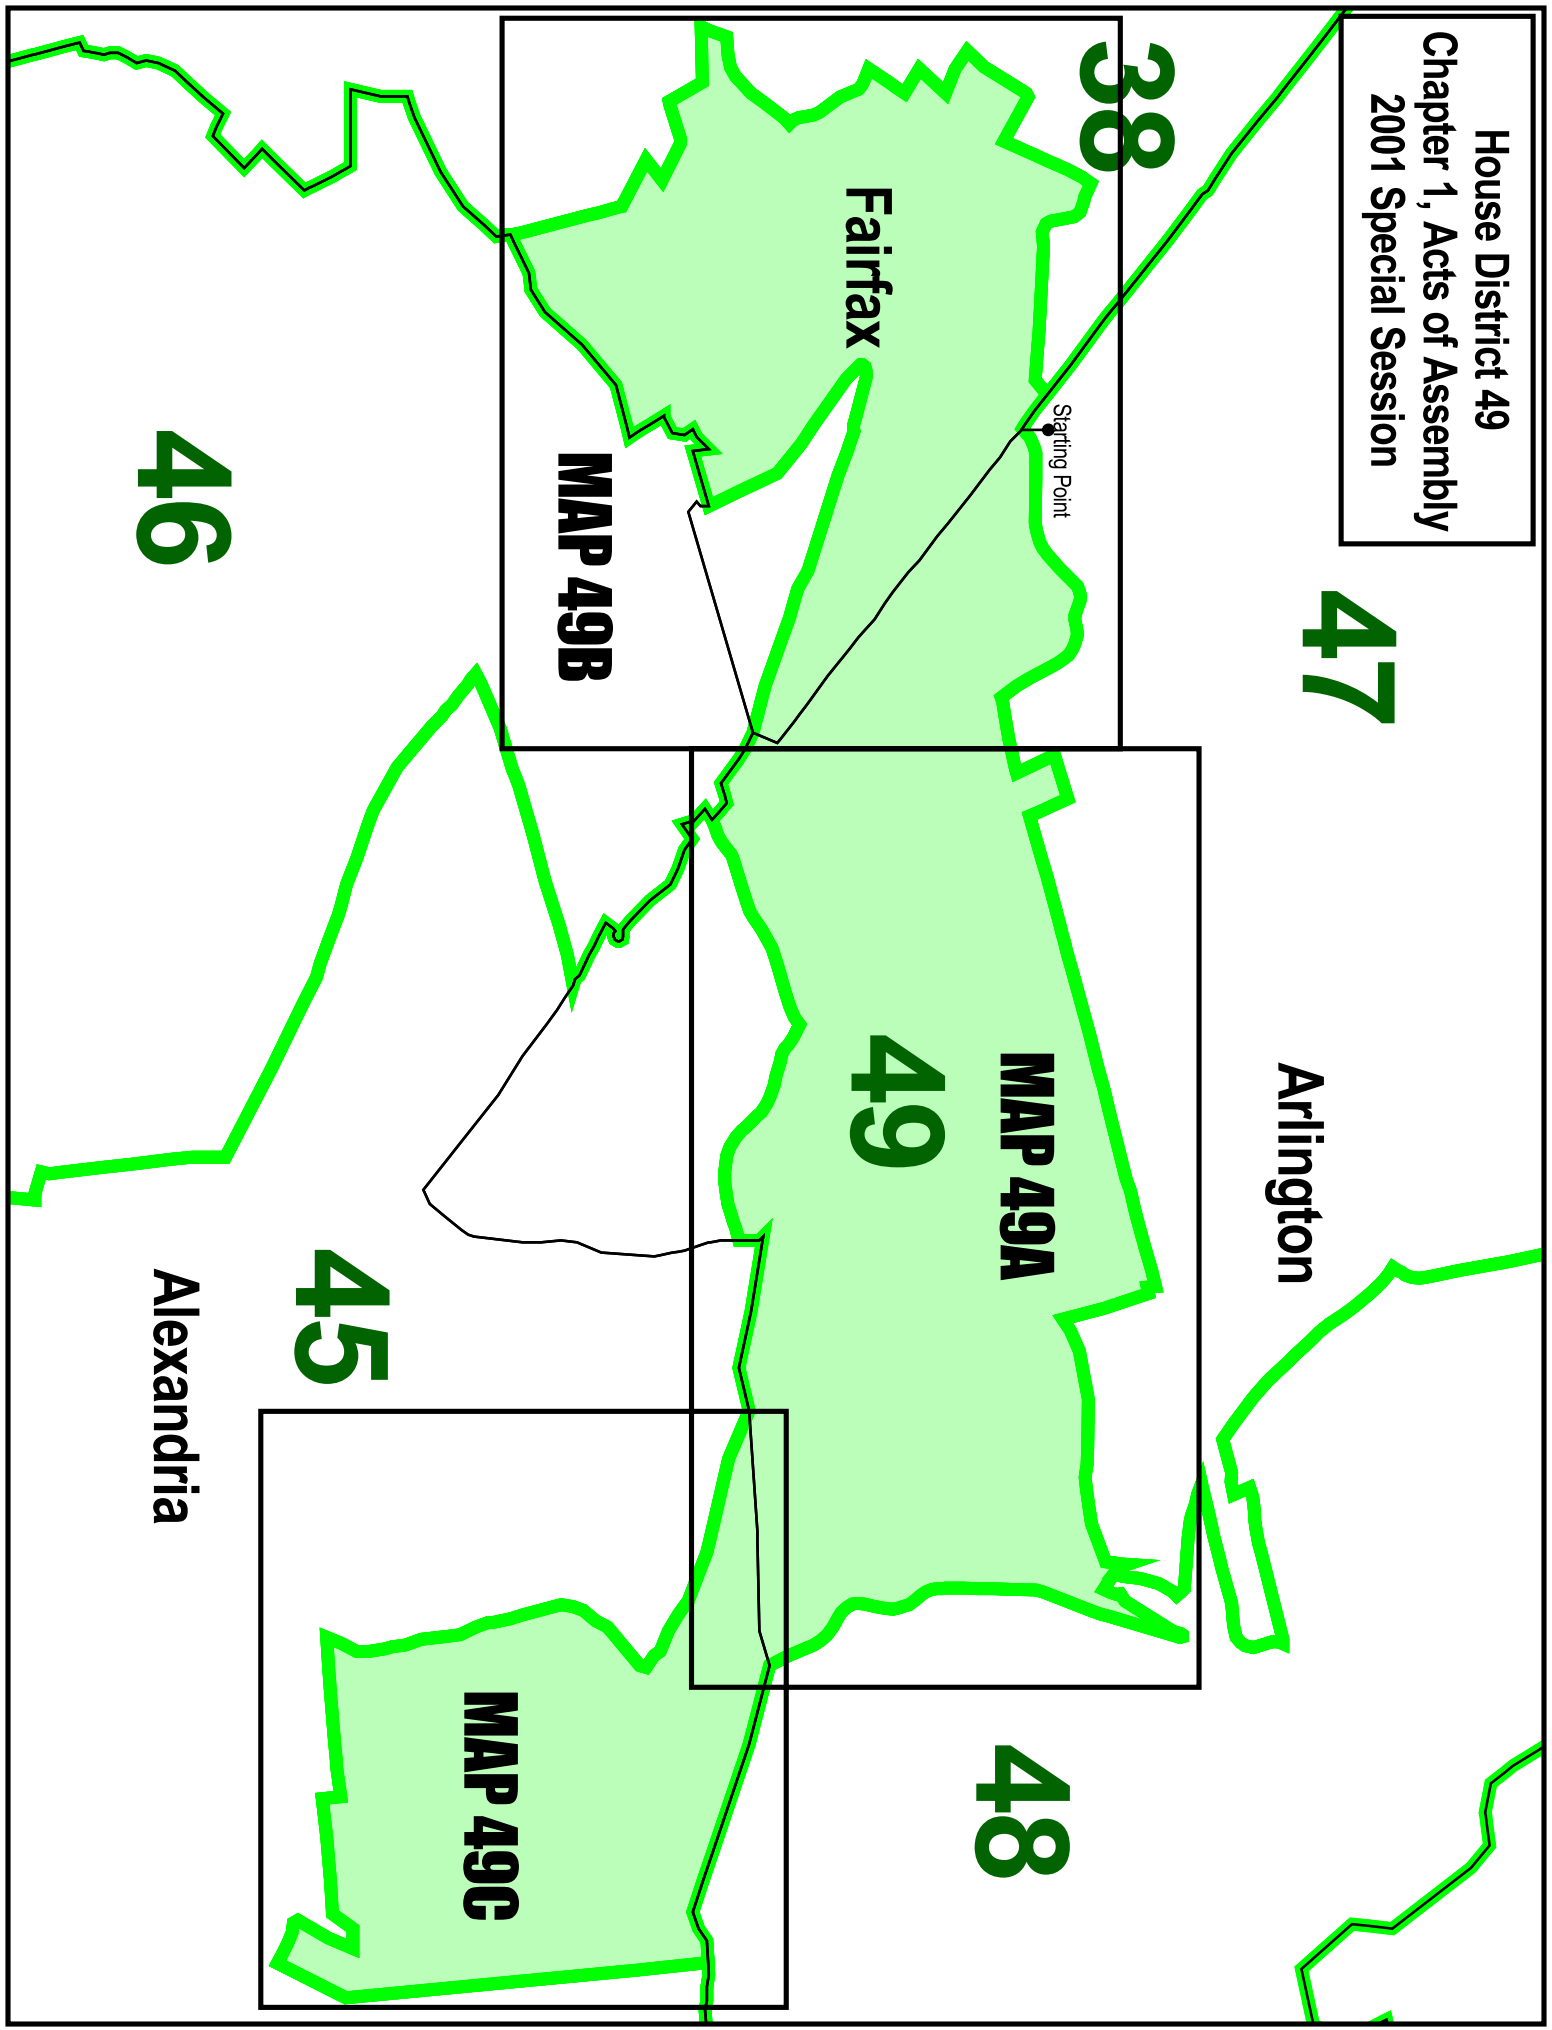 House District 49
Chapter 1, Acts of Assembly
2001 Special Session
38
47
Arlington
Starting Point
Fairfax
MAP 49A
49
48
MAP 49B
MAP 49C
46
45
Alexandria